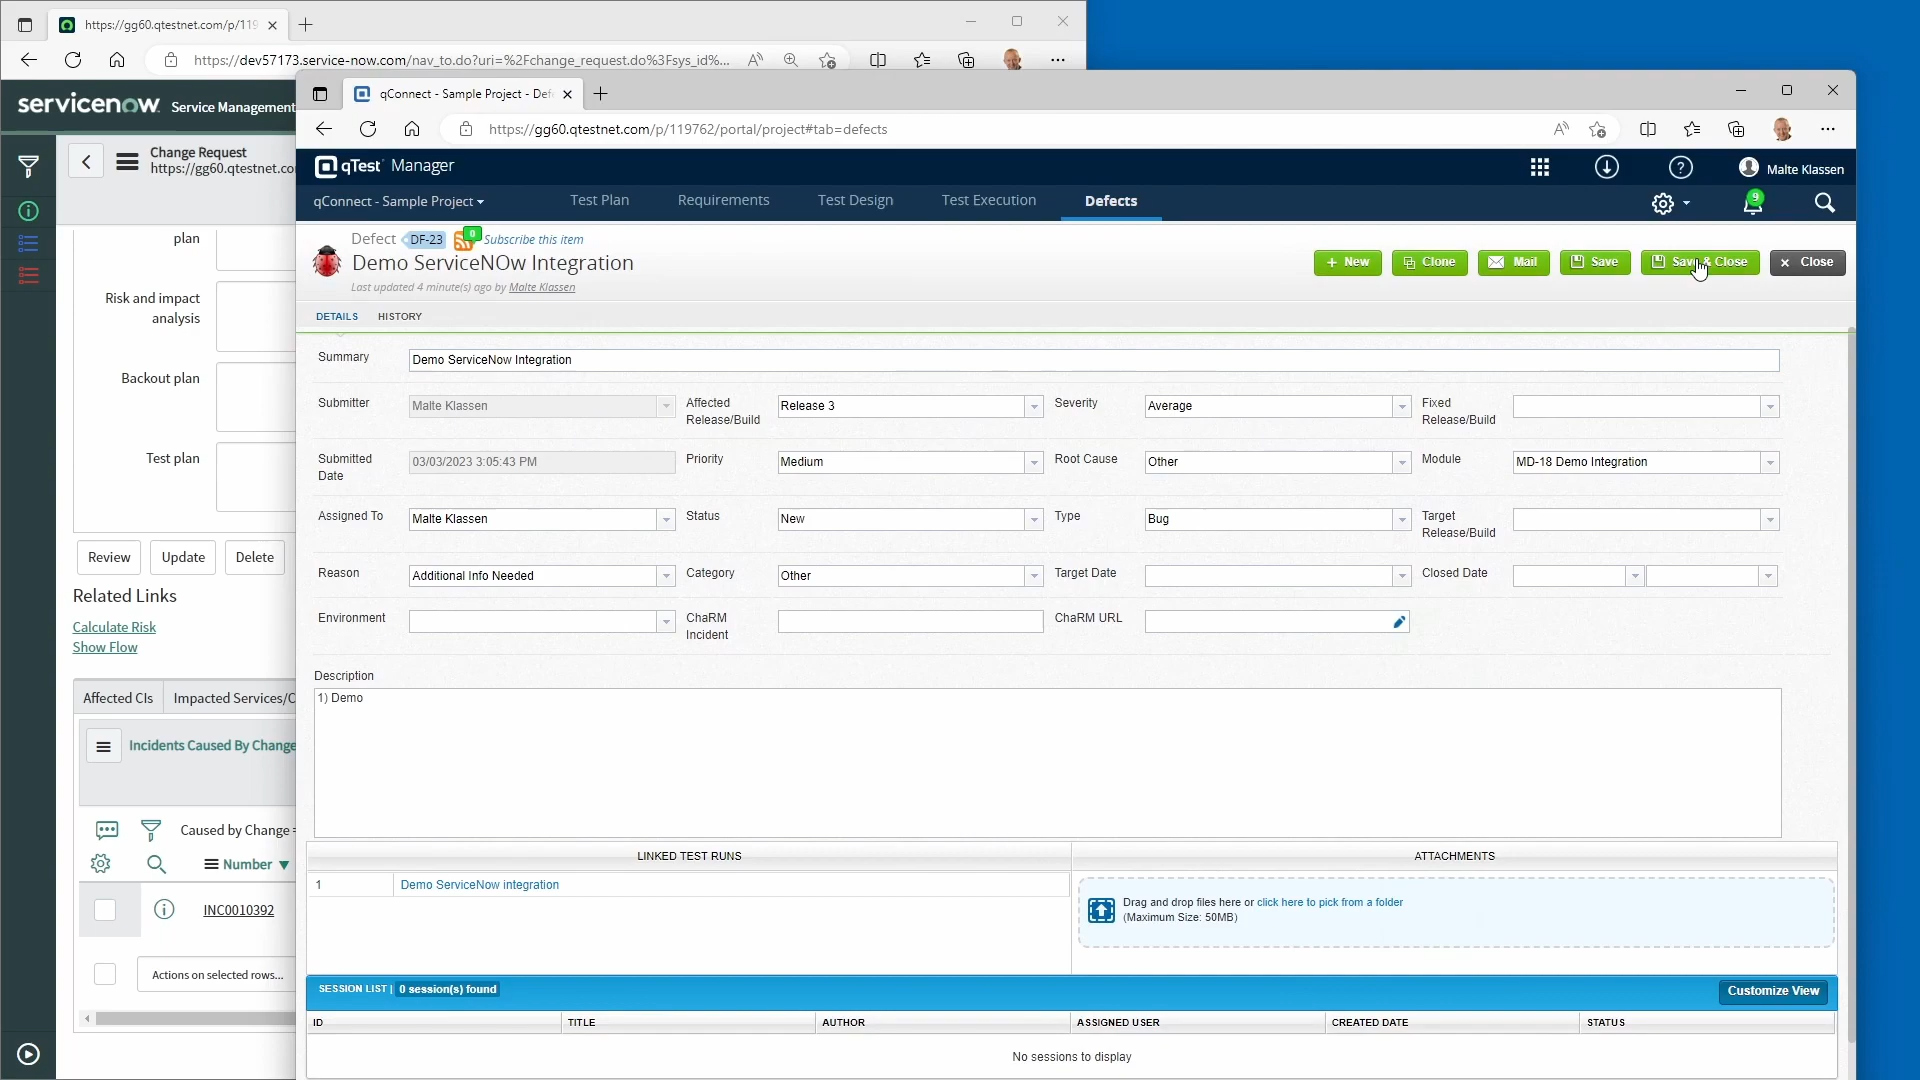 https://gg60.qtestnet.com/p/119
https://dev57173.service-now.com/nav_to.do?uri=%2Fchange_request.do%3Fsys_id%...
servicenow. Service Management
Change Request
https://gg60.qtestnet.com
plan
Risk and impact
analysis
Backout plan
Test plan
Review
Update
Delete
Related Links
Calculate Risk
Show Flow
Affected CIs
Impacted Services/C
Incidents Caused By Change
Caused by Change =
Number
INC0010392
Actions on selected rows...
qConnect - Sample Project - Def
https://gg60.qtestnet.com/p/119762/portal/project#tab=defects
qTest Manager
Malte Klassen
qConnect - Sample Project
Test Plan
Requirements
Test Design
Test Execution
Defects
9
Defect DF-23
0
Subscribe this item
Demo ServiceNOw Integration
Last updated 4 minute(s) ago by Malte Klassen
+ New
Clone
Mail
Save
Save & Close
× Close
DETAILS
HISTORY
Summary
Demo ServiceNow Integration
Submitter
Malte Klassen
Affected
Release/Build
Release 3
Severity
Average
Fixed
Release/Build
Submitted
Date
03/03/2023 3:05:43 PM
Priority
Medium
Root Cause
Other
Module
MD-18 Demo Integration
Assigned To
Malte Klassen
Status
New
Type
Bug
Target
Release/Build
Reason
Additional Info Needed
Category
Other
Target Date
Closed Date
Environment
ChaRM
Incident
ChaRM URL
Description
1) Demo
LINKED TEST RUNS
1
Demo ServiceNow integration
ATTACHMENTS
Drag and drop files here or click here to pick from a folder
(Maximum Size: 50MB)
SESSION LIST | 0 session(s) found
Customize View
ID
TITLE
AUTHOR
ASSIGNED USER
CREATED DATE
STATUS
No sessions to display